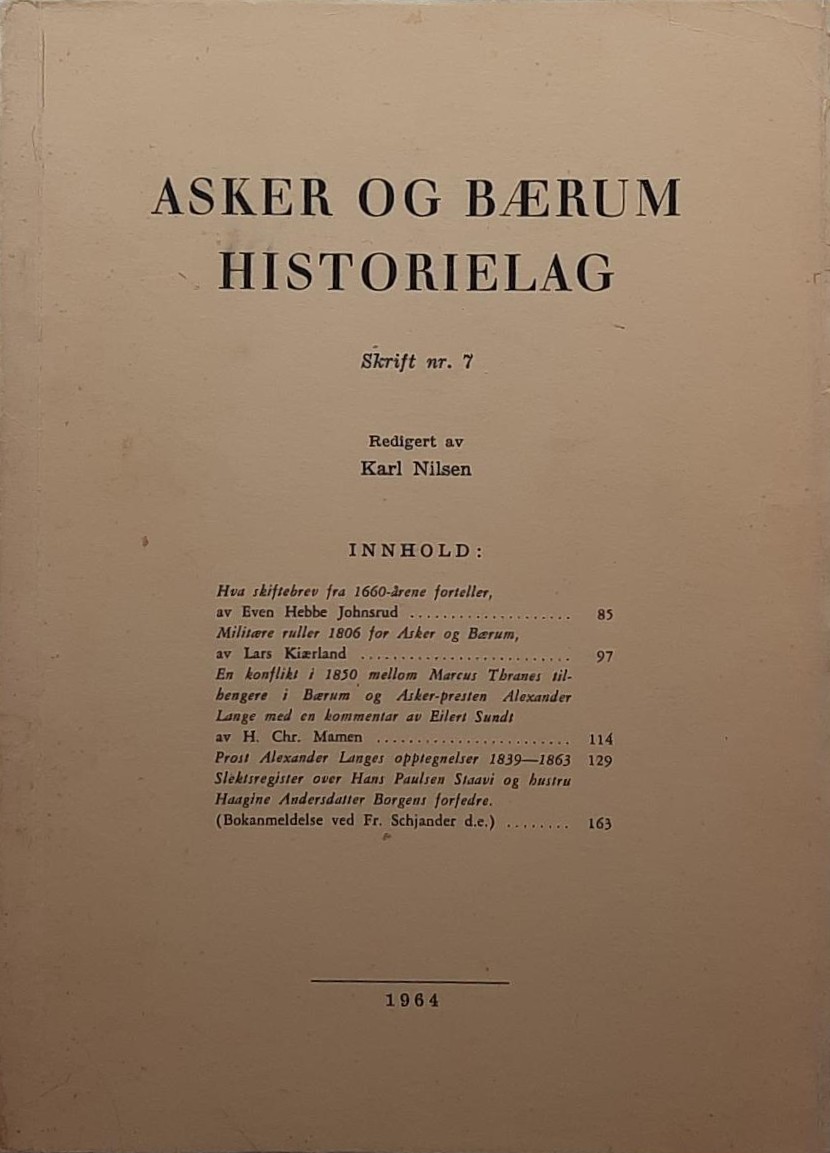 ASKER OG BÆRUM
HISTORIELAG
Skrift nr. 7
Redigert av
Karl Nilsen
INNHOLD:
Hva skiftebrev fra 1660-årene forteller,
av Even Hebbe Johnsrud .................... 85
Militære ruller 1806 for Asker og Bærum,
av Lars Kiærland .......................... 97
En konflikt i 1850 mellom Marcus Thranes til-
hengere i Bærum og Asker-presten Alexander
Lange med en kommentar av Eilert Sundt
av H. Chr. Mamen ........................ 114
Prost Alexander Langes opptegnelser 1839—1863 129
Slektsregister over Hans Paulsen Staavi og hustru
Haagine Andersdatter Borgens forfedre.
(Bokanmeldelse ved Fr. Schjander d.e.) ........ 163
1964